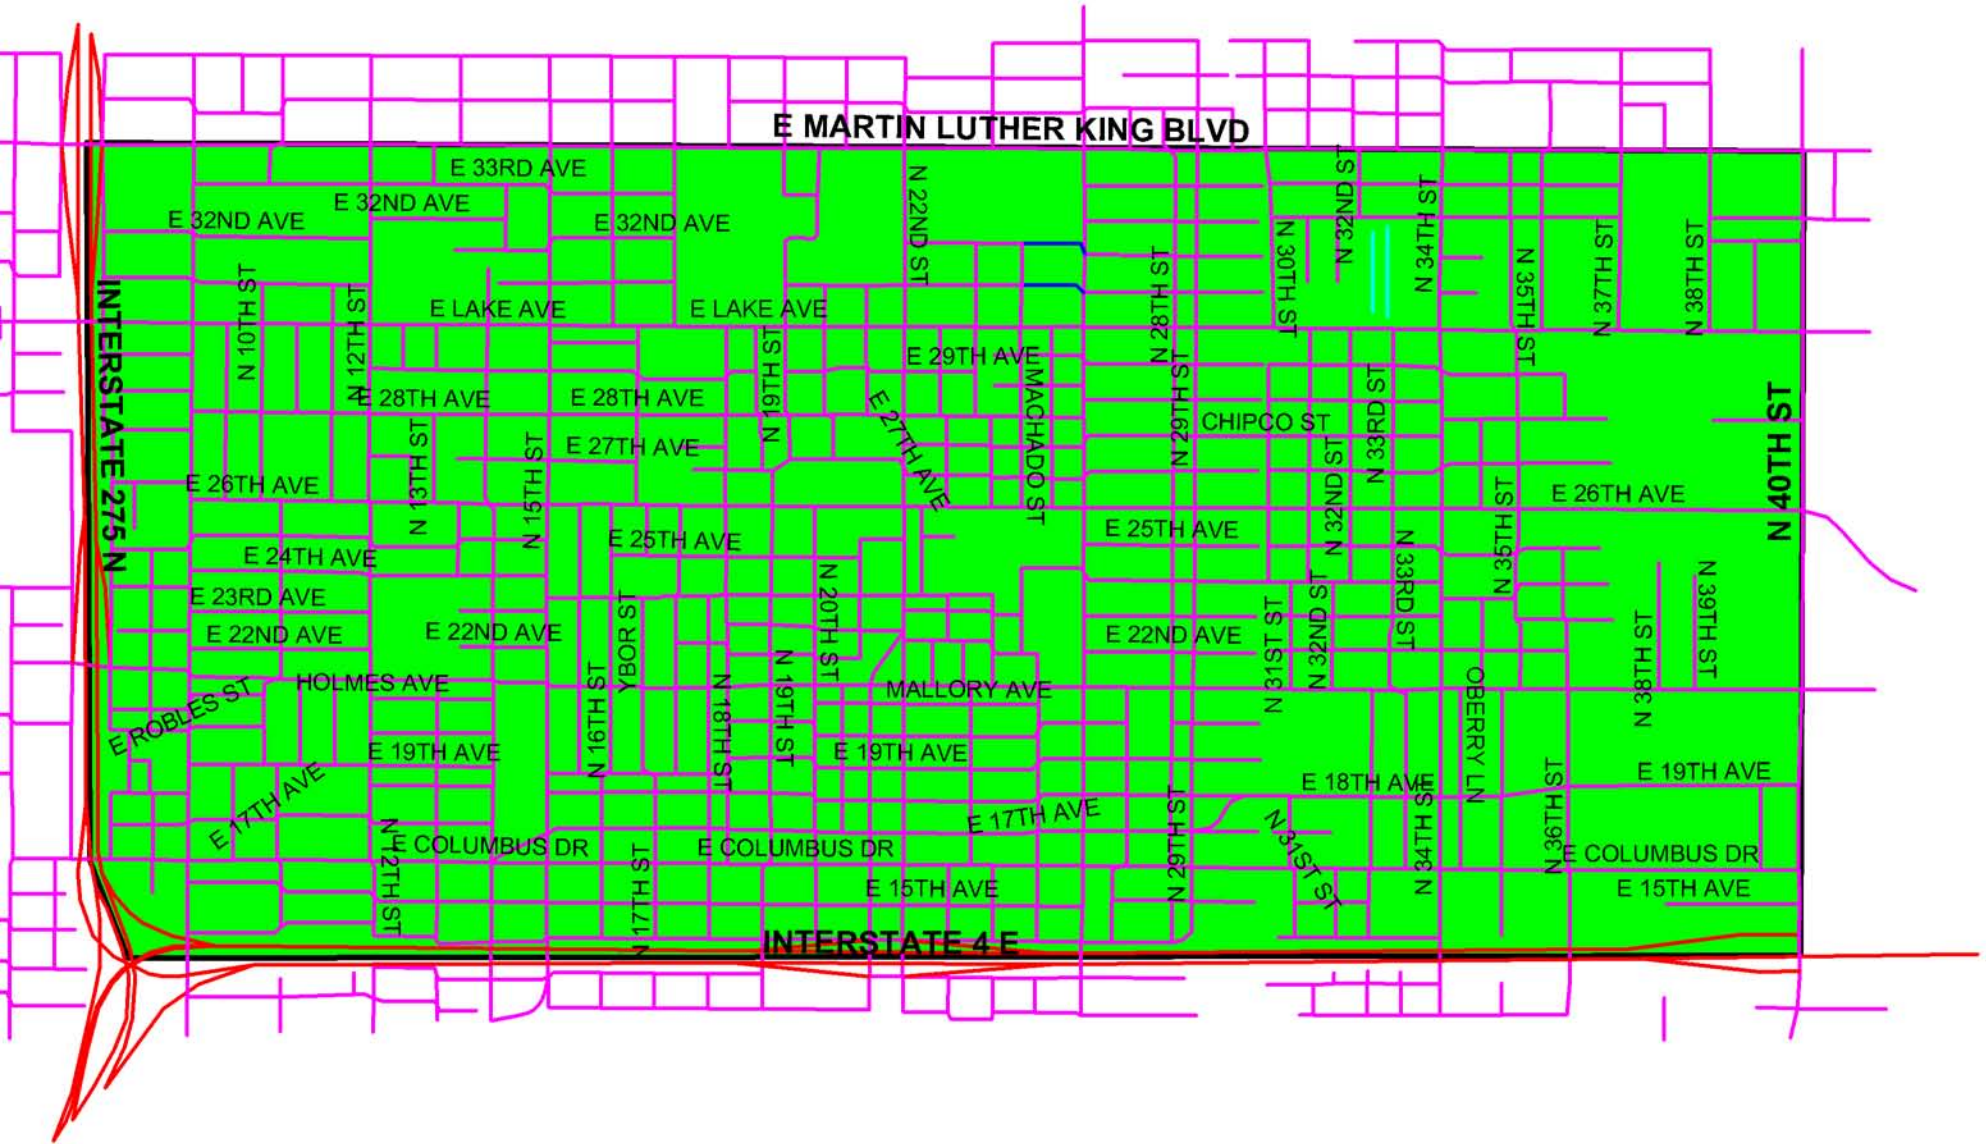 E MARTIN LUTHER KING BLVD
E 33RD AVE
E 32ND AVE
E 32ND AVE
E 32ND AVE
N 22ND ST
N 32ND ST
N 34TH ST
N 30TH ST
N 28TH ST
N 35TH ST
N 37TH ST
N 38TH ST
INTERSTATE 275 N
N 10TH ST
N 12TH ST
E LAKE AVE
E LAKE AVE
N 19TH ST
E 29TH AVE
E 28TH AVE
E 28TH AVE
E 27TH AVE
E 27TH AVE
MACHADO ST
N 29TH ST
CHIPCO ST
N 33RD ST
N 40TH ST
N 13TH ST
N 15TH ST
E 26TH AVE
N 32ND ST
N 35TH ST
E 26TH AVE
E 25TH AVE
E 25TH AVE
E 24TH AVE
N 33RD ST
E 23RD AVE
N 20TH ST
YBOR ST
N 31ST ST
N 32ND ST
N 38TH ST
N 39TH ST
E 22ND AVE
E 22ND AVE
E 22ND AVE
HOLMES AVE
MALLORY AVE
E ROBLES ST
N 16TH ST
N 18TH ST
N 19TH ST
OBERRY LN
E 19TH AVE
E 19TH AVE
E 19TH AVE
E 18TH AVE
E 17TH AVE
E 17TH AVE
N 29TH ST
N 31ST ST
N 34TH ST
N 36TH ST
N 12TH ST
E COLUMBUS DR
E COLUMBUS DR
E COLUMBUS DR
N 17TH ST
E 15TH AVE
E 15TH AVE
INTERSTATE 4 E